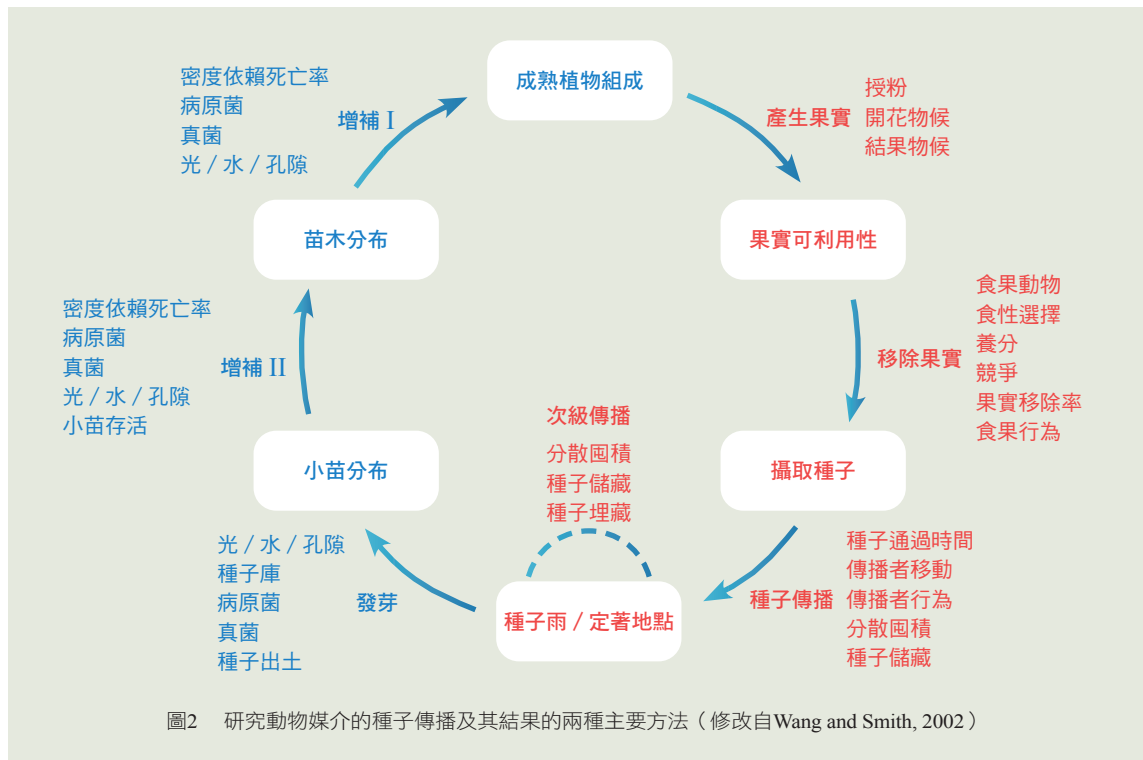 成熟植物組成
產生果實
授粉
開花物候
結果物候
果實可利用性
移除果實
食果動物
食性選擇
養分
競爭
果實移除率
食果行為
攝取種子
種子傳播
種子通過時間
傳播者移動
傳播者行為
分散囤積
種子儲藏
種子雨 / 定著地點
次級傳播
分散囤積
種子儲藏
種子埋藏
發芽
光 / 水 / 孔隙
種子庫
病原菌
真菌
種子出土
小苗分布
增補 II
密度依賴死亡率
病原菌
真菌
光 / 水 / 孔隙
小苗存活
苗木分布
增補 I
密度依賴死亡率
病原菌
真菌
光 / 水 / 孔隙
圖2 研究動物媒介的種子傳播及其結果的兩種主要方法（修改自Wang and Smith, 2002）